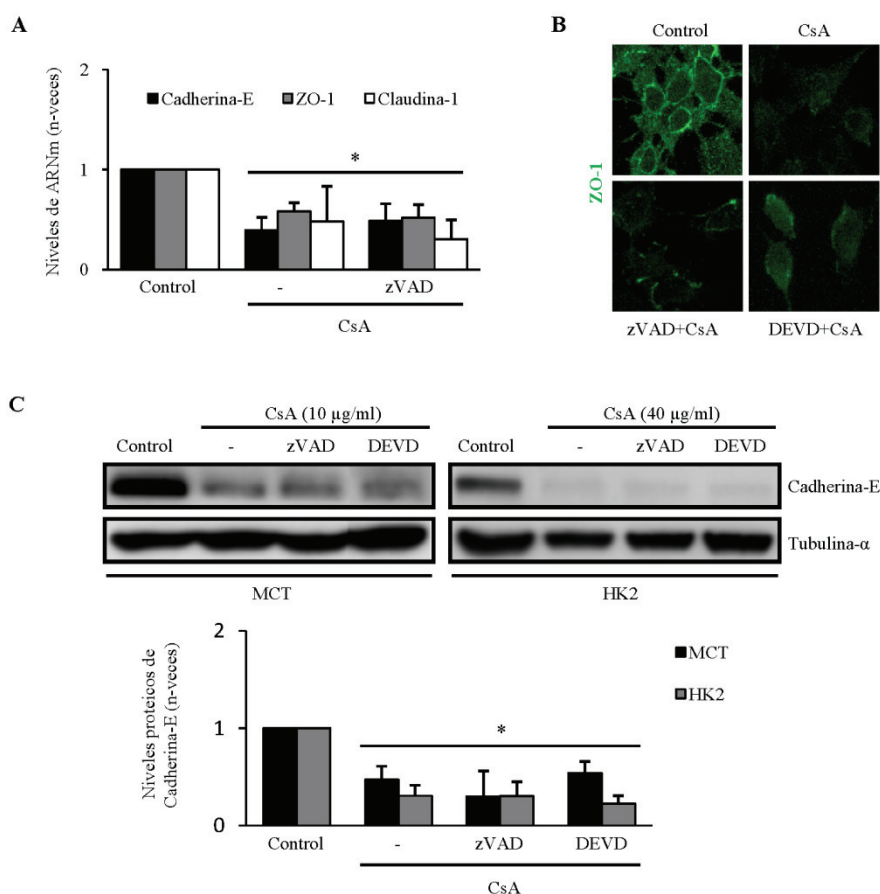 A
Niveles de ARNm (n-veces)
2
1
0
Cadherina-E ZO-1 Claudina-1
*
Control - zVAD
CsA
B
Control CsA
ZO-1
zVAD+CsA DEVD+CsA
C
CsA (10 µg/ml) CsA (40 µg/ml)
Control - zVAD DEVD Control - zVAD DEVD
Cadherina-E
Tubulina-α
MCT HK2
Niveles proteicos de
Cadherina-E (n-veces)
2
1
0
MCT
HK2
*
Control - zVAD DEVD
CsA